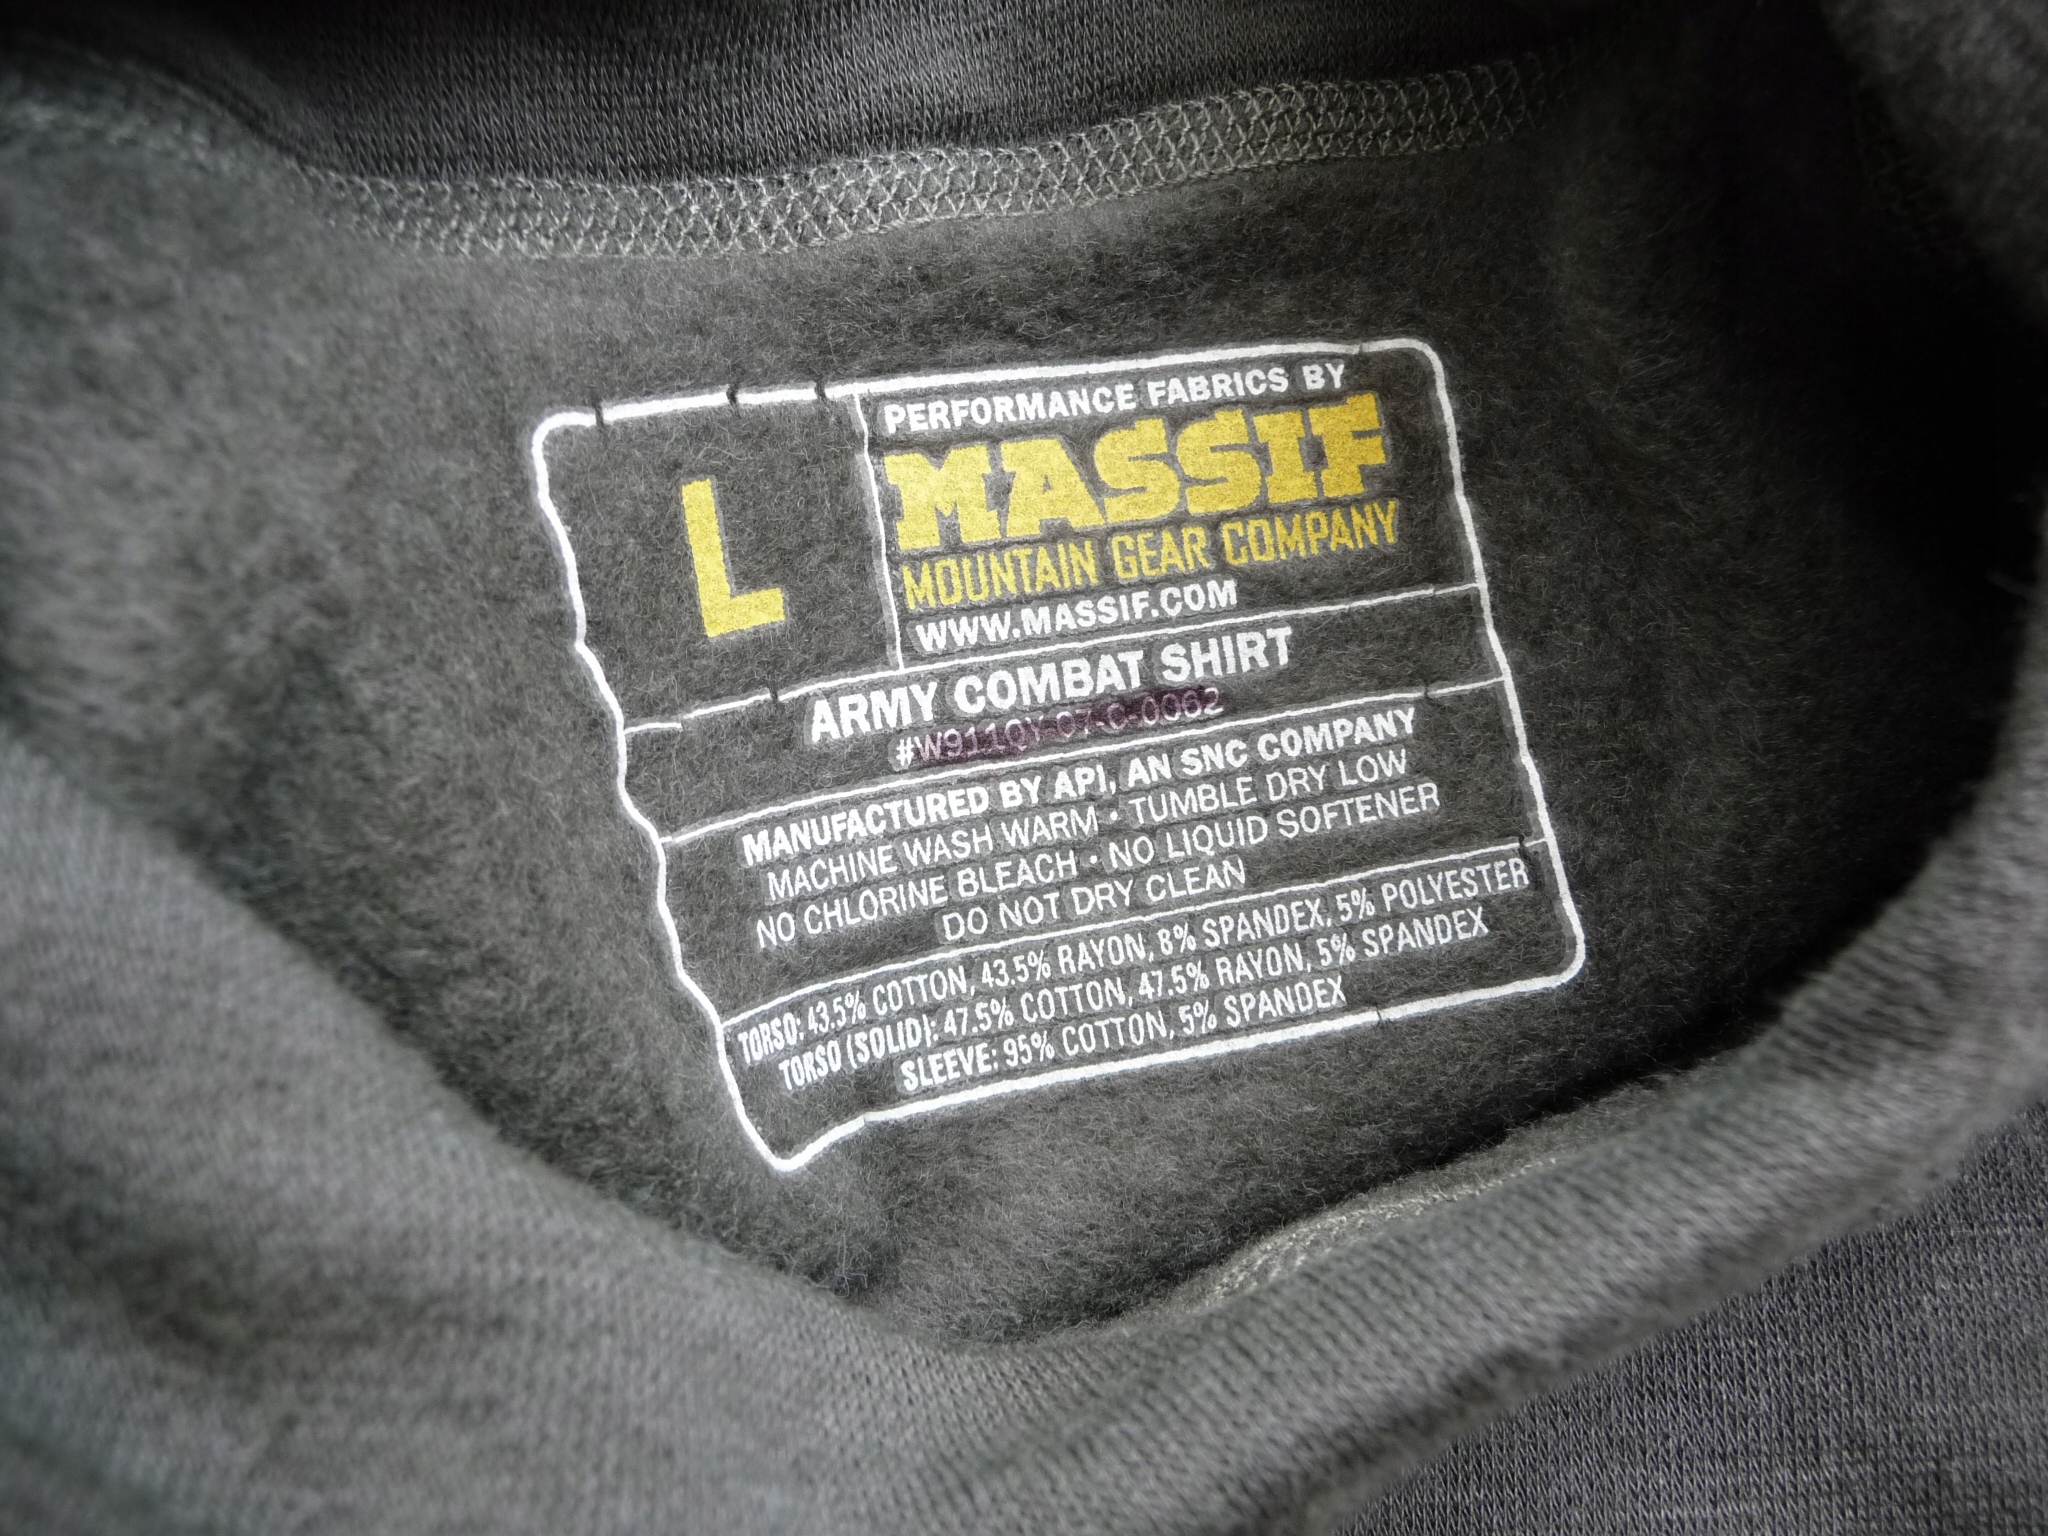 L
PERFORMANCE FABRICS BY
MASSIF
MOUNTAIN GEAR COMPANY
WWW.MASSIF.COM
ARMY COMBAT SHIRT
#W911QY-07-C-0062
MANUFACTURED BY API, AN SNC COMPANY
MACHINE WASH WARM • TUMBLE DRY LOW
NO CHLORINE BLEACH • NO LIQUID SOFTENER
DO NOT DRY CLEAN
TORSO: 43.5% COTTON, 43.5% RAYON, 8% SPANDEX, 5% POLYESTER
TORSO (SOLID): 47.5% COTTON, 47.5% RAYON, 5% SPANDEX
SLEEVE: 95% COTTON, 5% SPANDEX